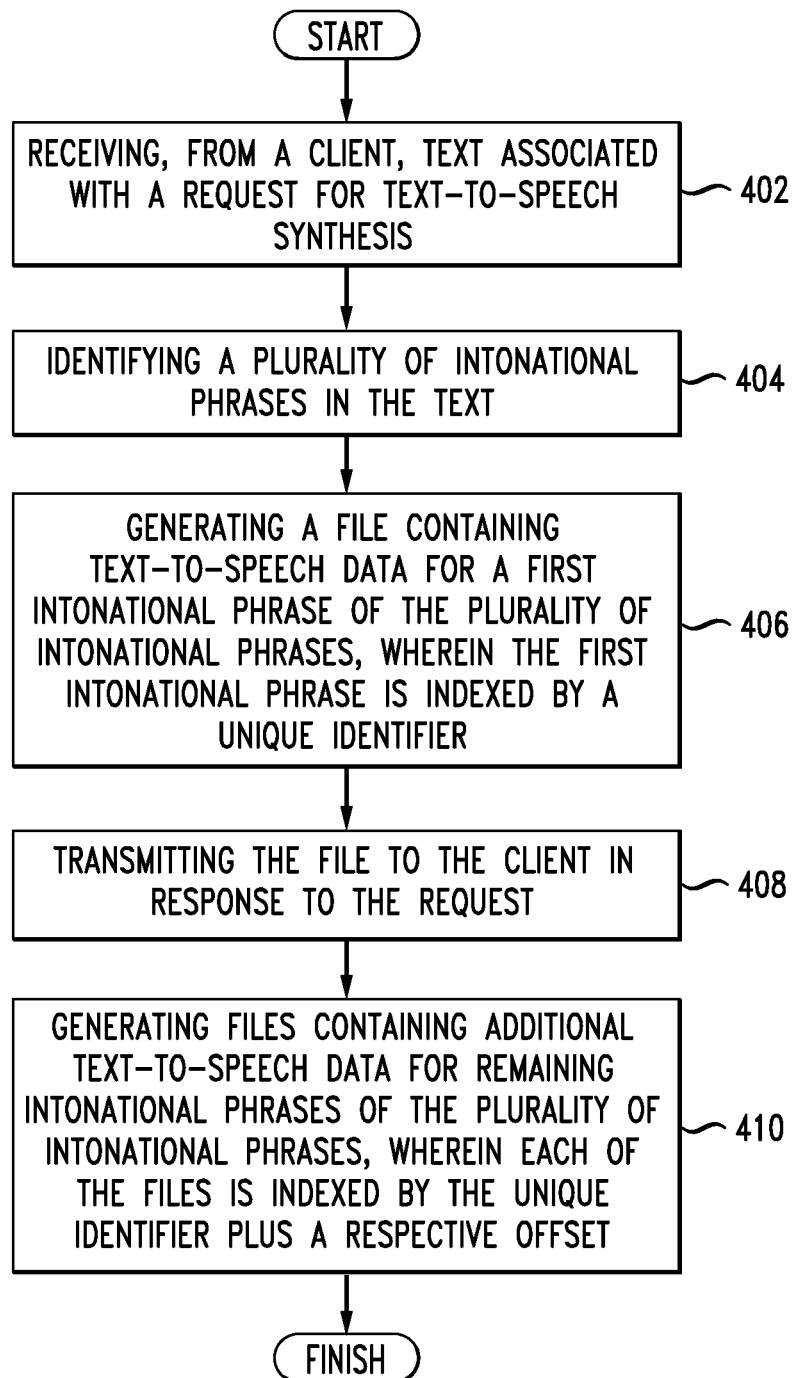 START
RECEIVING, FROM A CLIENT, TEXT ASSOCIATED
WITH A REQUEST FOR TEXT-TO-SPEECH
SYNTHESIS
402
IDENTIFYING A PLURALITY OF INTONATIONAL
PHRASES IN THE TEXT
404
GENERATING A FILE CONTAINING
TEXT-TO-SPEECH DATA FOR A FIRST
INTONATIONAL PHRASE OF THE PLURALITY OF
INTONATIONAL PHRASES, WHEREIN THE FIRST
INTONATIONAL PHRASE IS INDEXED BY A
UNIQUE IDENTIFIER
406
TRANSMITTING THE FILE TO THE CLIENT IN
RESPONSE TO THE REQUEST
408
GENERATING FILES CONTAINING ADDITIONAL
TEXT-TO-SPEECH DATA FOR REMAINING
INTONATIONAL PHRASES OF THE PLURALITY OF
INTONATIONAL PHRASES, WHEREIN EACH OF
THE FILES IS INDEXED BY THE UNIQUE
IDENTIFIER PLUS A RESPECTIVE OFFSET
410
FINISH